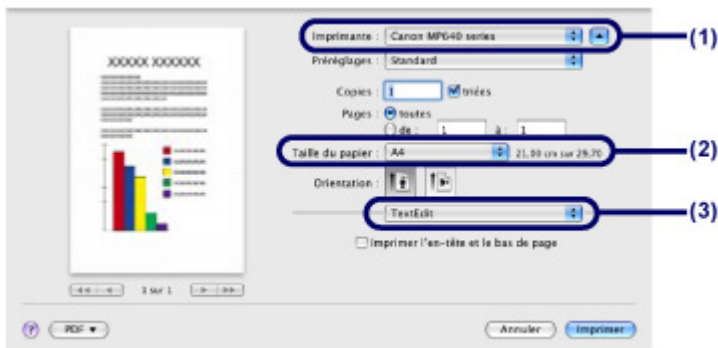 Imprimante : Canon MP640 series
(1)
Préréglages : Standard
XXXXX XXXXXX
Copies : 1 triées
Pages : toutes
de : 1 à : 1
Taille du papier : A4 21,00 cm sur 29,70
(2)
Orientation :
TextEdit
(3)
Imprimer l'en-tête et le bas de page
1 sur 1
? PDF Annuler Imprimer